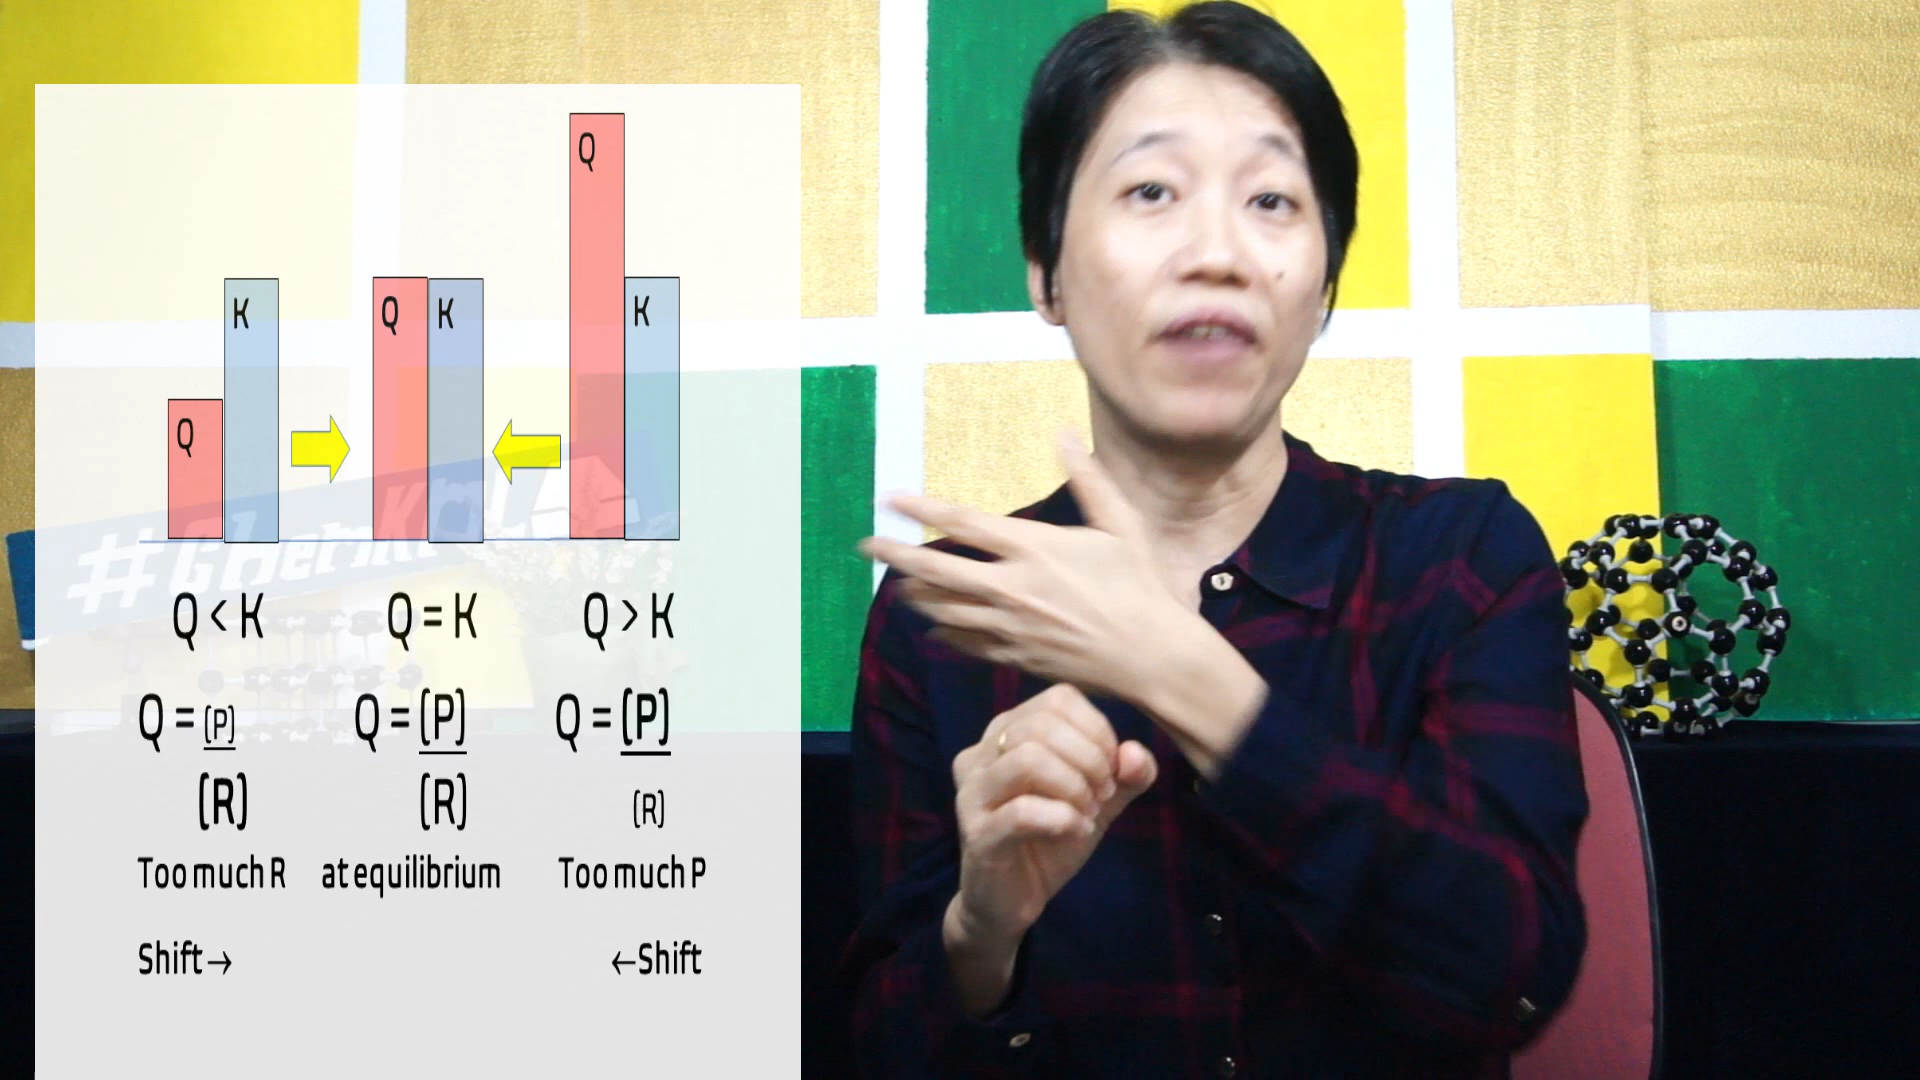 Q
K
Q
K
Q
K
Q < K
Q = K
Q > K
Q = (P)
(R)
Q = (P)
(R)
Q = (P)
(R)
Too much R
at equilibrium
Too much P
Shift→
←Shift